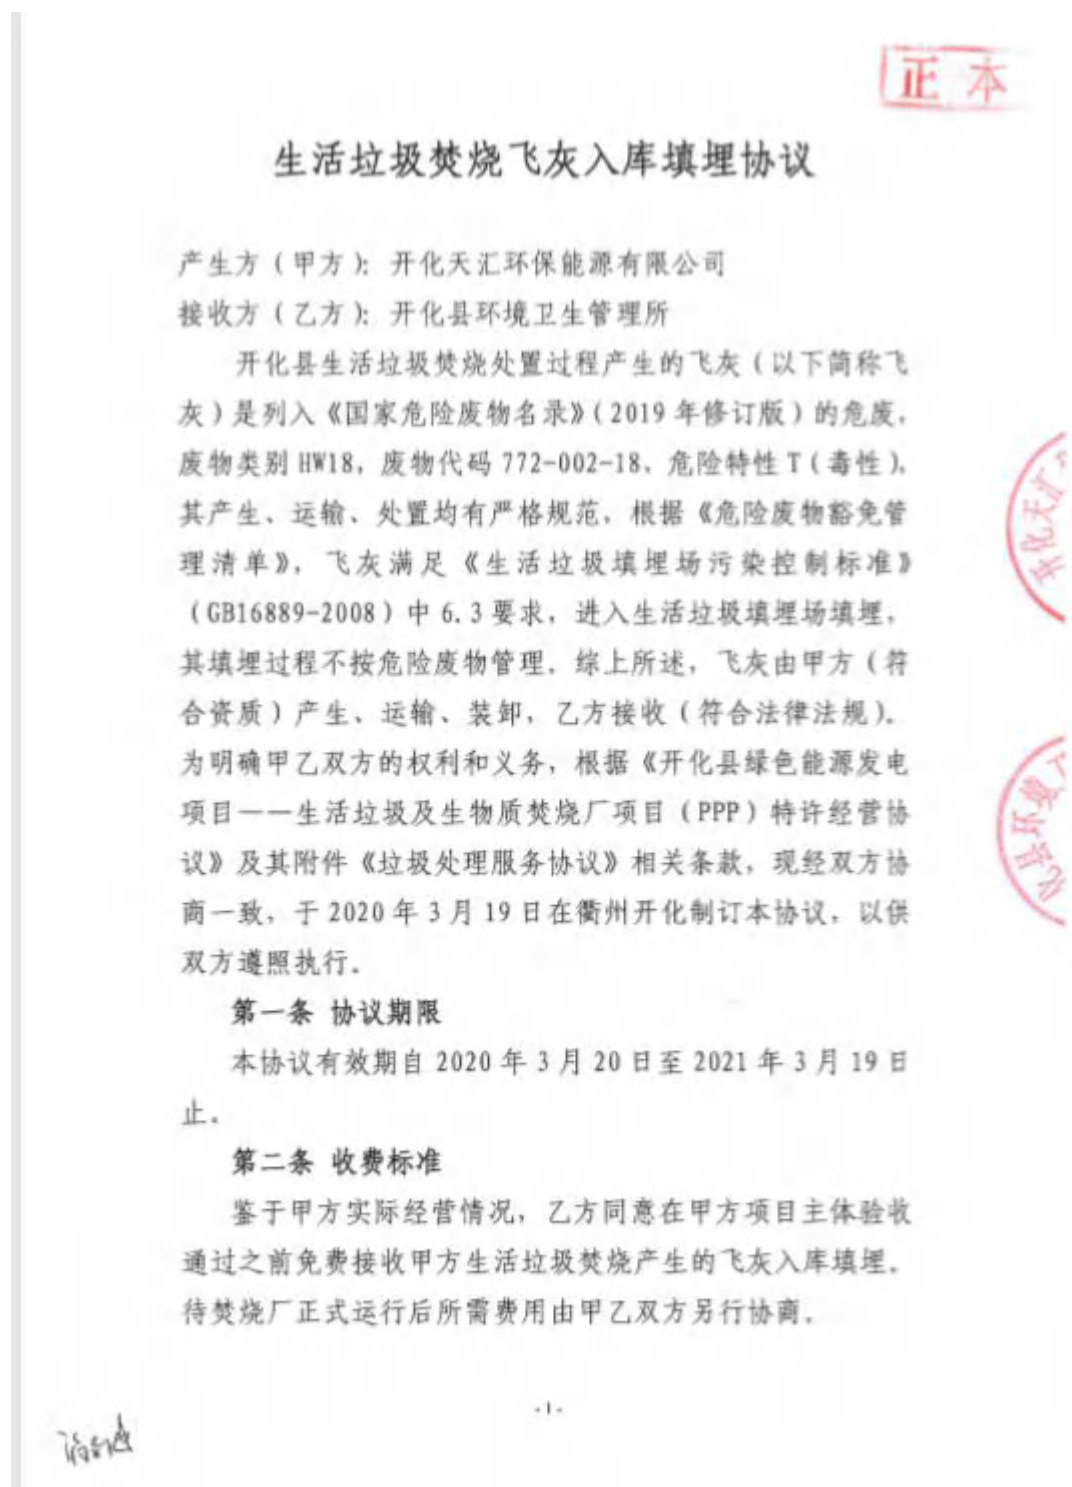 正本
生活垃圾焚烧飞灰入库填埋协议
产生方（甲方）：开化天汇环保能源有限公司
接收方（乙方）：开化县环境卫生管理所
开化县生活垃圾焚烧处置过程产生的飞灰（以下简称飞
灰）是列入《国家危险废物名录》（2019年修订版）的危废，
废物类别HW18，废物代码772-002-18，危险特性T（毒性），
其产生、运输、处置均有严格规范，根据《危险废物豁免管
理清单》，飞灰满足《生活垃圾填埋场污染控制标准》
（GB16889-2008）中6.3要求，进入生活垃圾填埋场填埋，
其填埋过程不按危险废物管理。综上所述，飞灰由甲方（符
合资质）产生、运输、装卸，乙方接收（符合法律法规）。
为明确甲乙双方的权利和义务，根据《开化县绿色能源发电
项目——生活垃圾及生物质焚烧厂项目（PPP）特许经营协
议》及其附件《垃圾处理服务协议》相关条款，现经双方协
商一致，于2020年3月19日在衢州开化制订本协议，以供
双方遵照执行。
第一条 协议期限
本协议有效期自2020年3月20日至2021年3月19日
止。
第二条 收费标准
鉴于甲方实际经营情况，乙方同意在甲方项目主体验收
通过之前免费接收甲方生活垃圾焚烧产生的飞灰入库填埋。
待焚烧厂正式运行后所需费用由甲乙双方另行协商。
-1-
开化天汇
化县环境